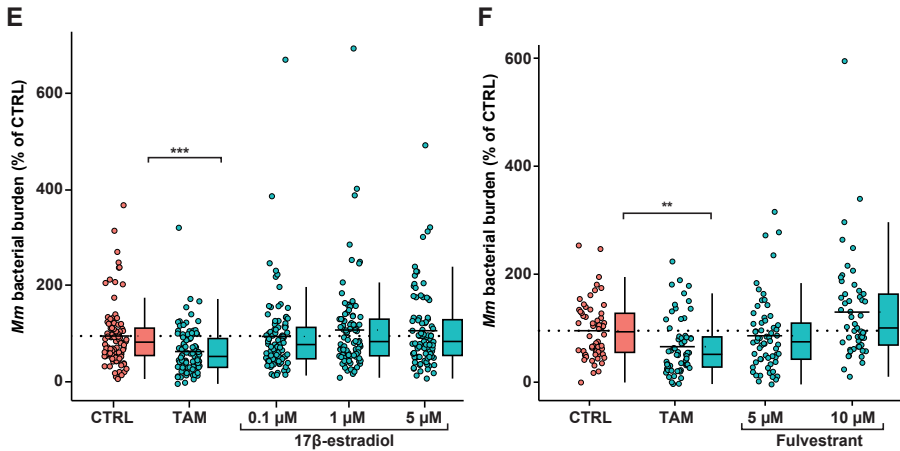 E
Mm bacterial burden (% of CTRL)
600
400
200
0
***
CTRL TAM 0.1 µM 1 µM 5 µM
17β-estradiol
F
Mm bacterial burden (% of CTRL)
600
400
200
0
**
CTRL TAM 5 µM 10 µM
Fulvestrant